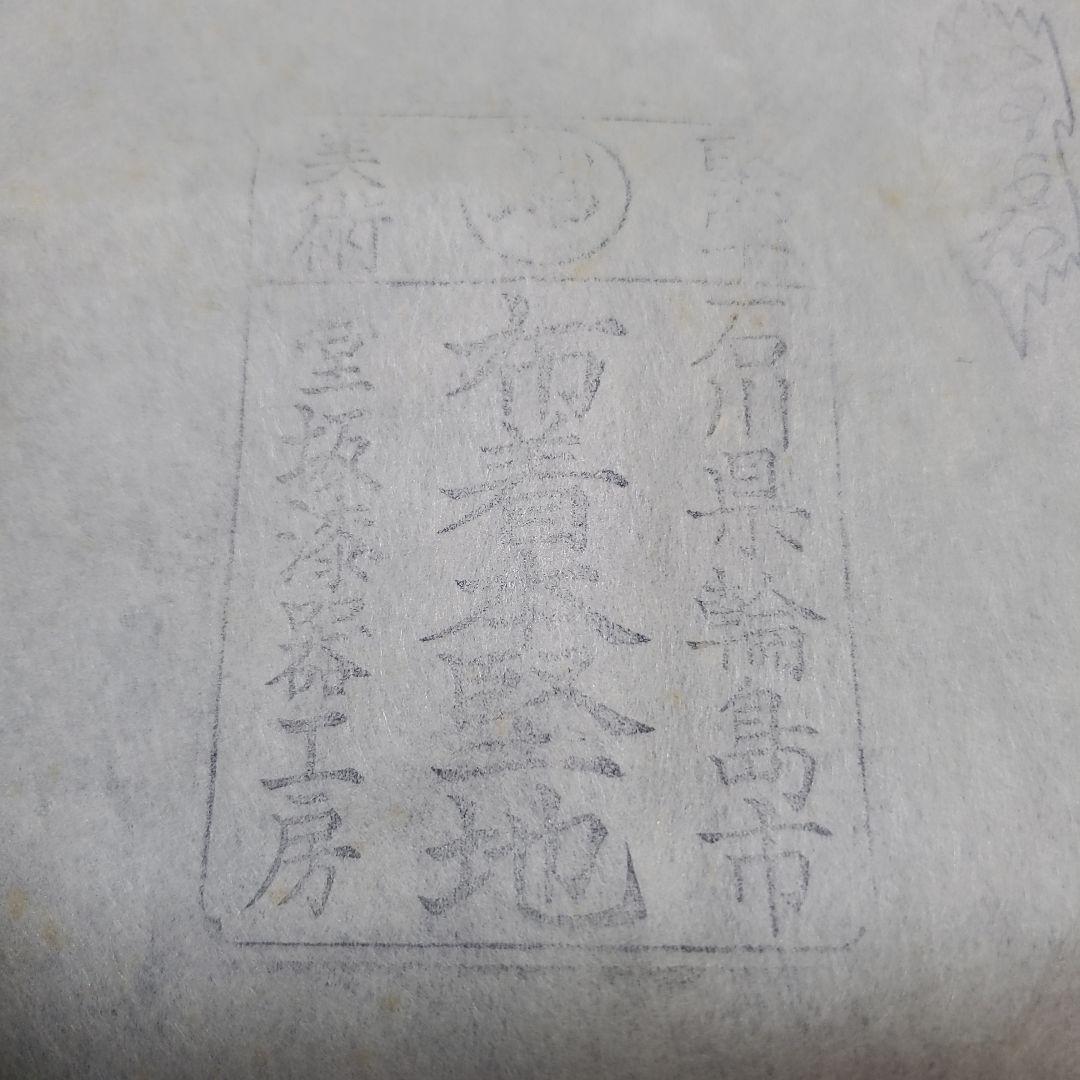 堅牢
美術
石川県輪島市
布着本堅地
室坂漆器工房